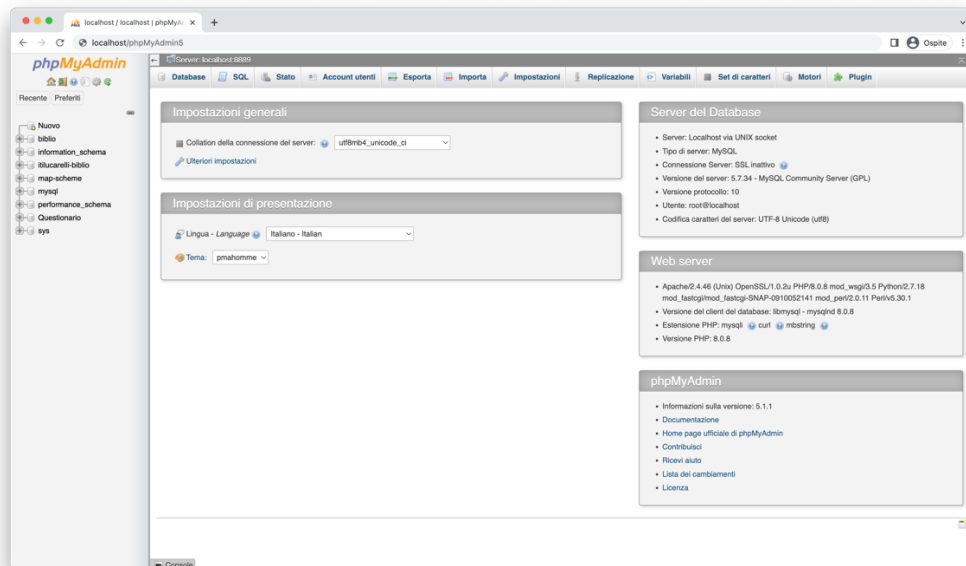 localhost / localhost | phpMyA
localhost/phpMyAdmin5
Ospite
phpMyAdmin
Recente Preferiti
Nuovo
biblio
information_schema
itilucarelli-biblio
map-scheme
mysql
performance_schema
Questionario
sys
Server: localhost:8889
Database SQL Stato Account utenti Esporta Importa Impostazioni Replicazione Variabili Set di caratteri Motori Plugin
Impostazioni generali
Collation della connessione del server: utf8mb4_unicode_ci
Ulteriori impostazioni
Impostazioni di presentazione
Lingua - Language Italiano - Italian
Tema: pmahomme
Server del Database
• Server: Localhost via UNIX socket
• Tipo di server: MySQL
• Connessione Server: SSL inattivo
• Versione del server: 5.7.34 - MySQL Community Server (GPL)
• Versione protocollo: 10
• Utente: root@localhost
• Codifica caratteri del server: UTF-8 Unicode (utf8)
Web server
• Apache/2.4.46 (Unix) OpenSSL/1.0.2u PHP/8.0.8 mod_wsgi/3.5 Python/2.7.18
mod_fastcgi/mod_fastcgi-SNAP-0910052141 mod_perl/2.0.11 Perl/v5.30.1
• Versione del client del database: libmysql - mysqlnd 8.0.8
• Estensione PHP: mysqli curl mbstring
• Versione PHP: 8.0.8
phpMyAdmin
• Informazioni sulla versione: 5.1.1
• Documentazione
• Home page ufficiale di phpMyAdmin
• Contribuisci
• Ricevi aiuto
• Lista dei cambiamenti
• Licenza
Console